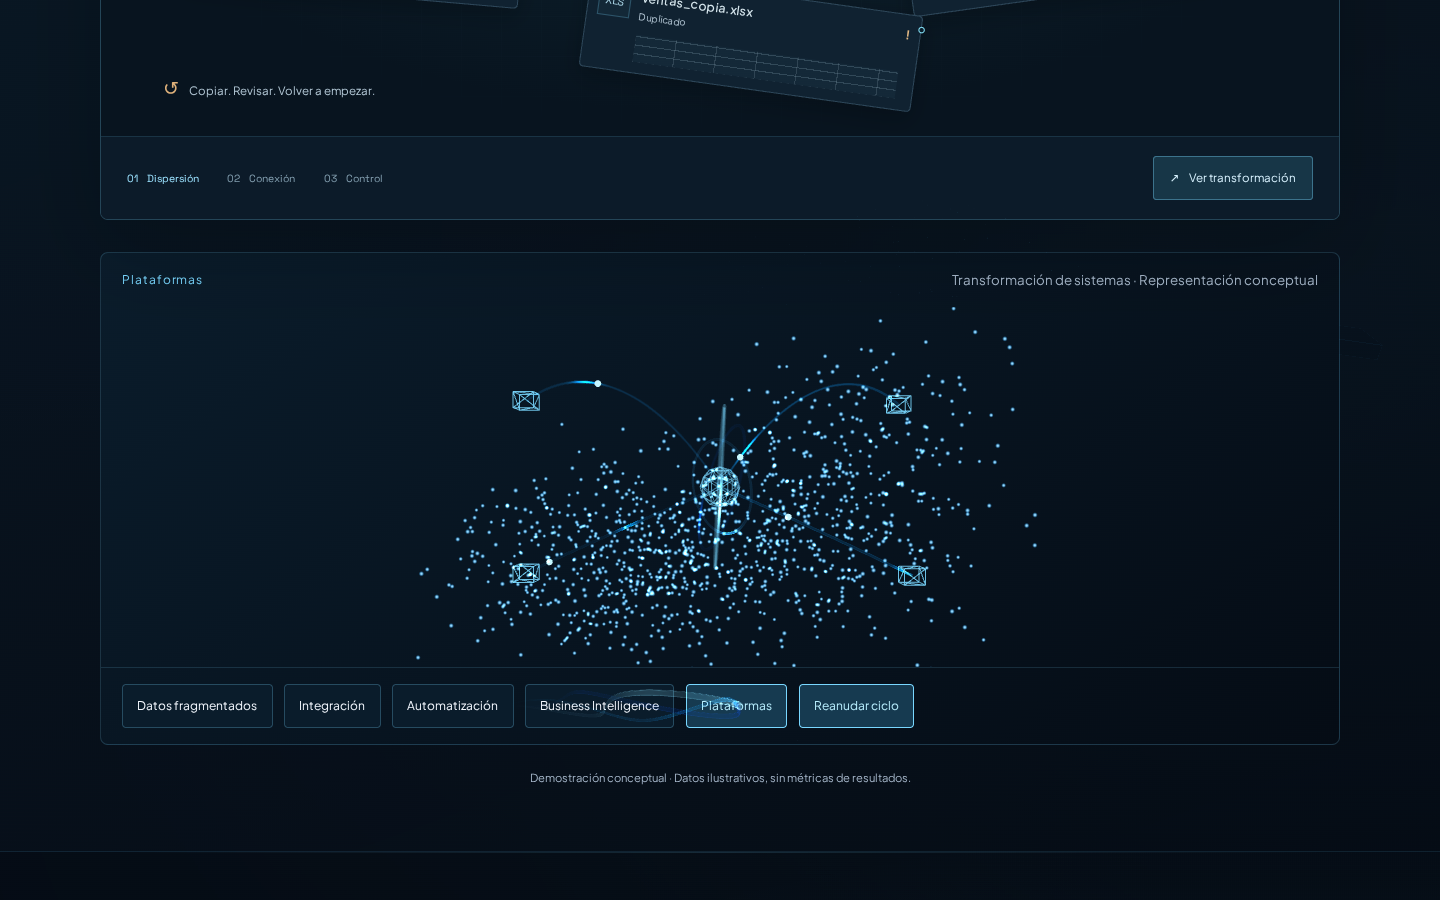 XLS
ventas_copia.xlsx
Duplicado
!
Copiar. Revisar. Volver a empezar.
01 Dispersión 02 Conexión 03 Control
↗ Ver transformación
Plataformas
Transformación de sistemas · Representación conceptual
Datos fragmentados
Integración
Automatización
Business Intelligence
Plataformas
Reanudar ciclo
Demostración conceptual · Datos ilustrativos, sin métricas de resultados.